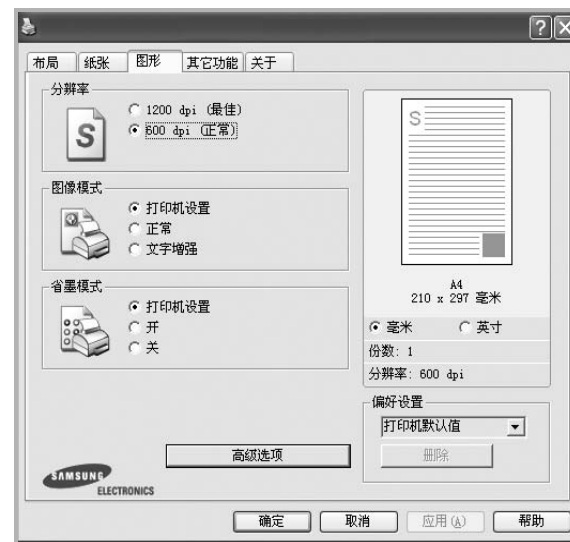 布局 纸张 图形 其它功能 关于
分辨率
1200 dpi (最佳)
600 dpi (正常)
S
图像模式
打印机设置
正常
文字增强
省墨模式
打印机设置
开
关
高级选项
SAMSUNG
ELECTRONICS
S
A4
210 x 297 毫米
毫米 英寸
份数: 1
分辨率: 600 dpi
偏好设置
打印机默认值
删除
确定 取消 应用(A) 帮助